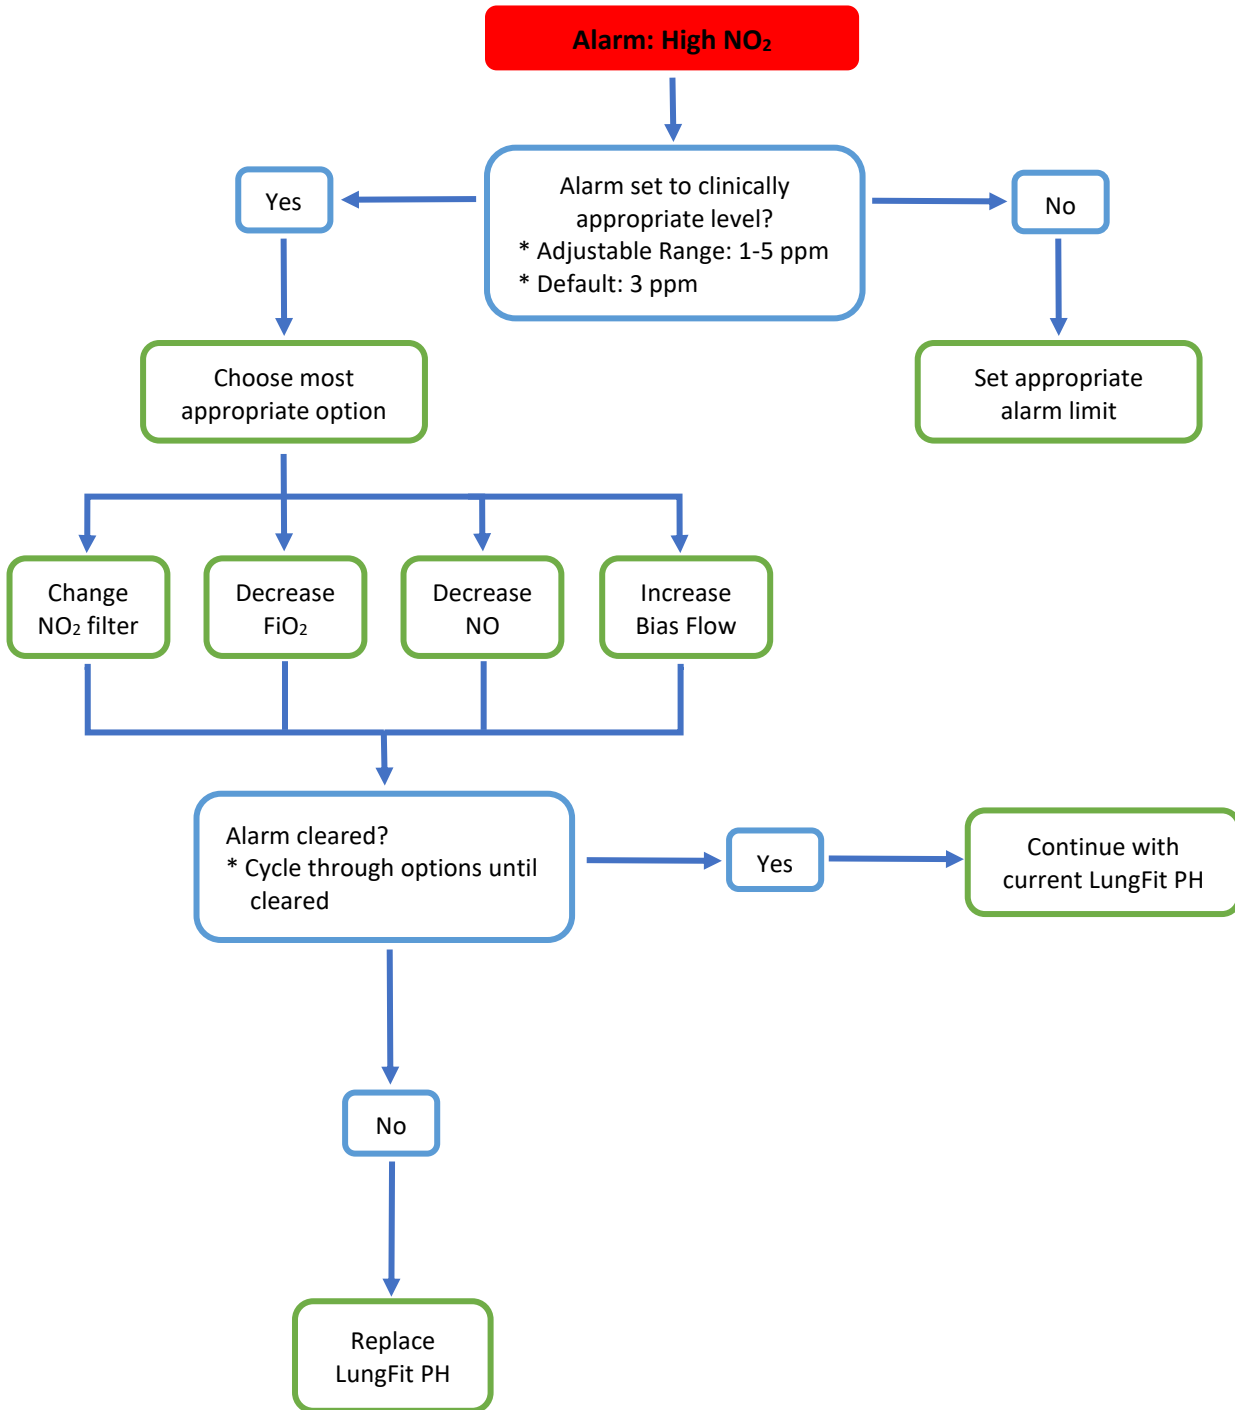 Alarm: High NO₂
Yes
Alarm set to clinically
appropriate level?
* Adjustable Range: 1-5 ppm
* Default: 3 ppm
No
Choose most
appropriate option
Set appropriate
alarm limit
Change
NO₂ filter
Decrease
FiO₂
Decrease
NO
Increase
Bias Flow
Alarm cleared?
* Cycle through options until
cleared
Yes
Continue with
current LungFit PH
No
Replace
LungFit PH